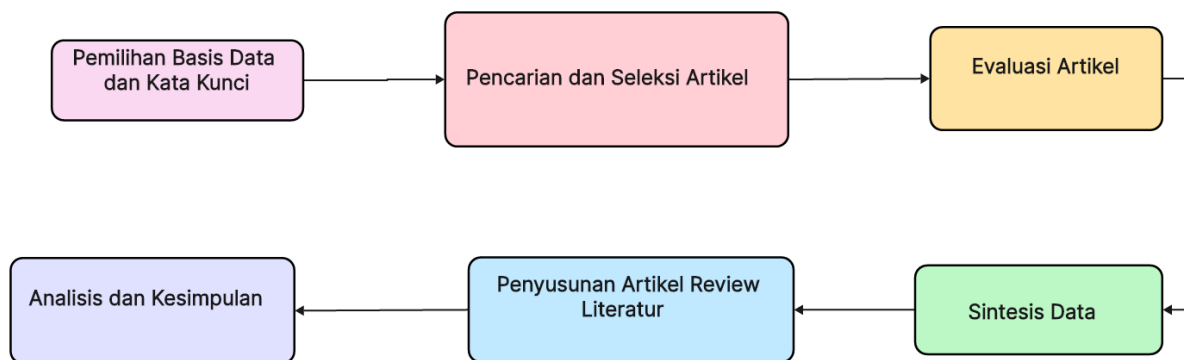 Pemilihan Basis Data
dan Kata Kunci
Pencarian dan Seleksi Artikel
Evaluasi Artikel
Analisis dan Kesimpulan
Penyusunan Artikel Review
Literatur
Sintesis Data